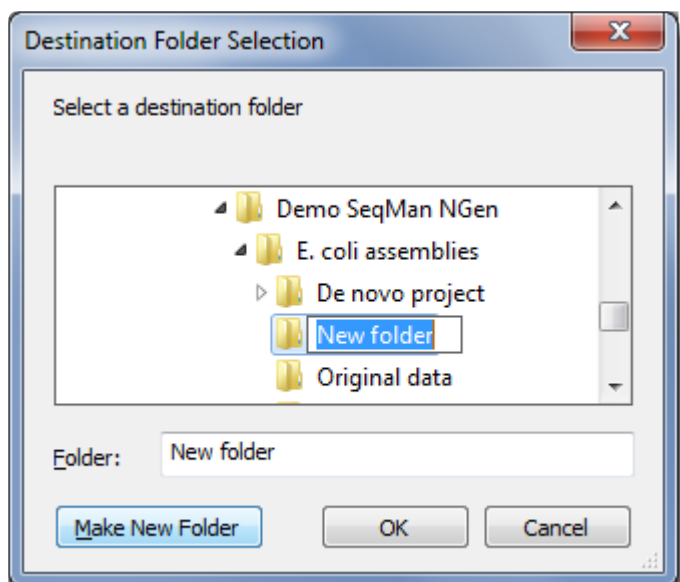 Destination Folder Selection
Select a destination folder
Demo SeqMan NGen
E. coli assemblies
De novo project
New folder
Original data
Folder: New folder
Make New Folder OK Cancel